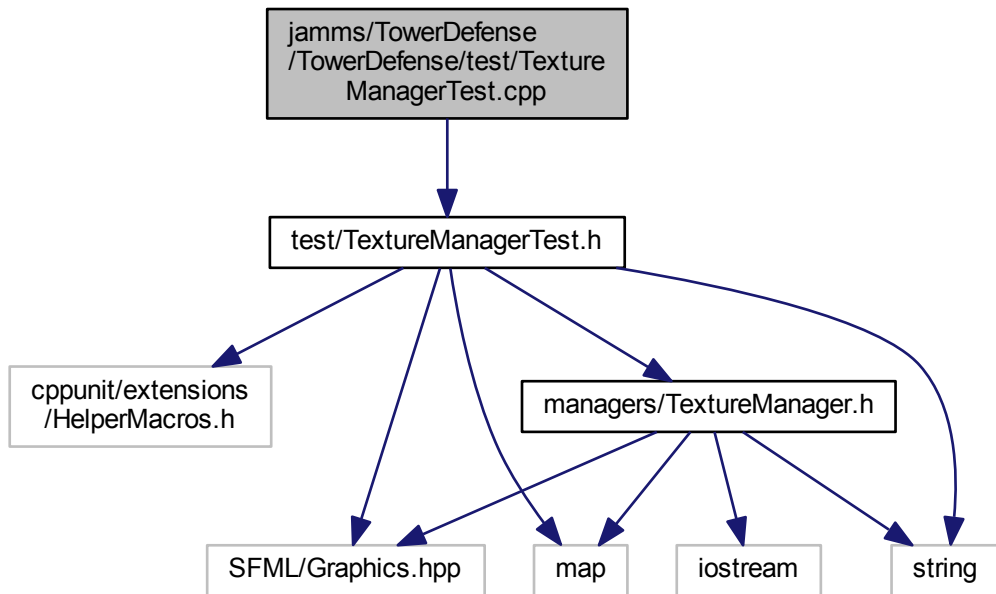 jamms/TowerDefense
/TowerDefense/test/Texture
ManagerTest.cpp
test/TextureManagerTest.h
cppunit/extensions
/HelperMacros.h
managers/TextureManager.h
SFML/Graphics.hpp
map
iostream
string